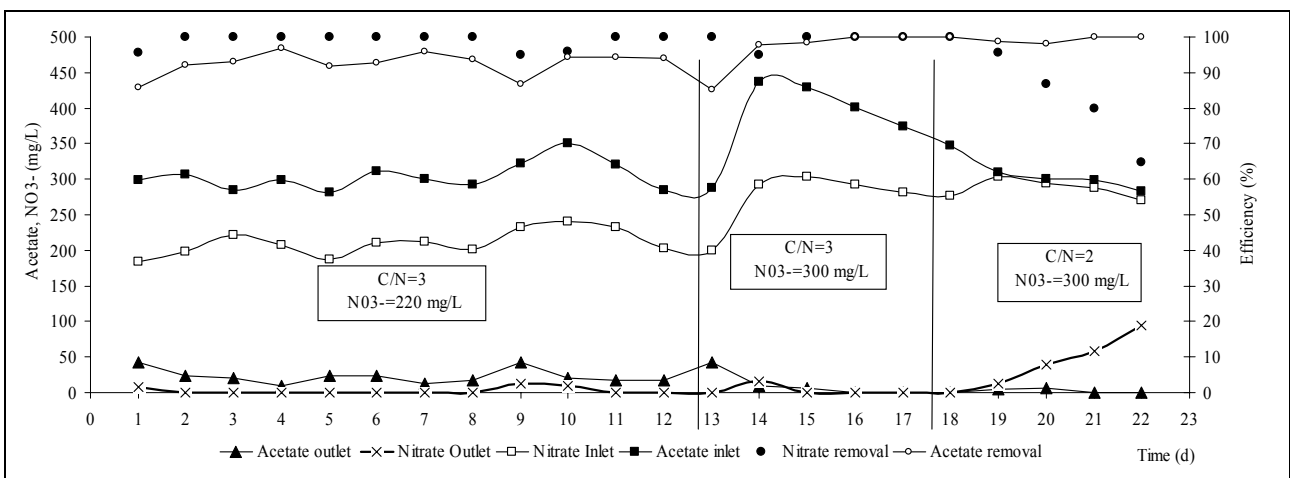 500
450
400
350
300
250
200
150
100
50
0
Acetate, NO3- (mg/L)
100
90
80
70
60
50
40
30
20
10
0
Efficiency (%)
C/N=3
N03-=220 mg/L
C/N=3
N03-=300 mg/L
C/N=2
N03-=300 mg/L
0 1 2 3 4 5 6 7 8 9 10 11 12 13 14 15 16 17 18 19 20 21 22 23
Acetate outlet Nitrate Outlet Nitrate Inlet Acetate inlet Nitrate removal Acetate removal Time (d)